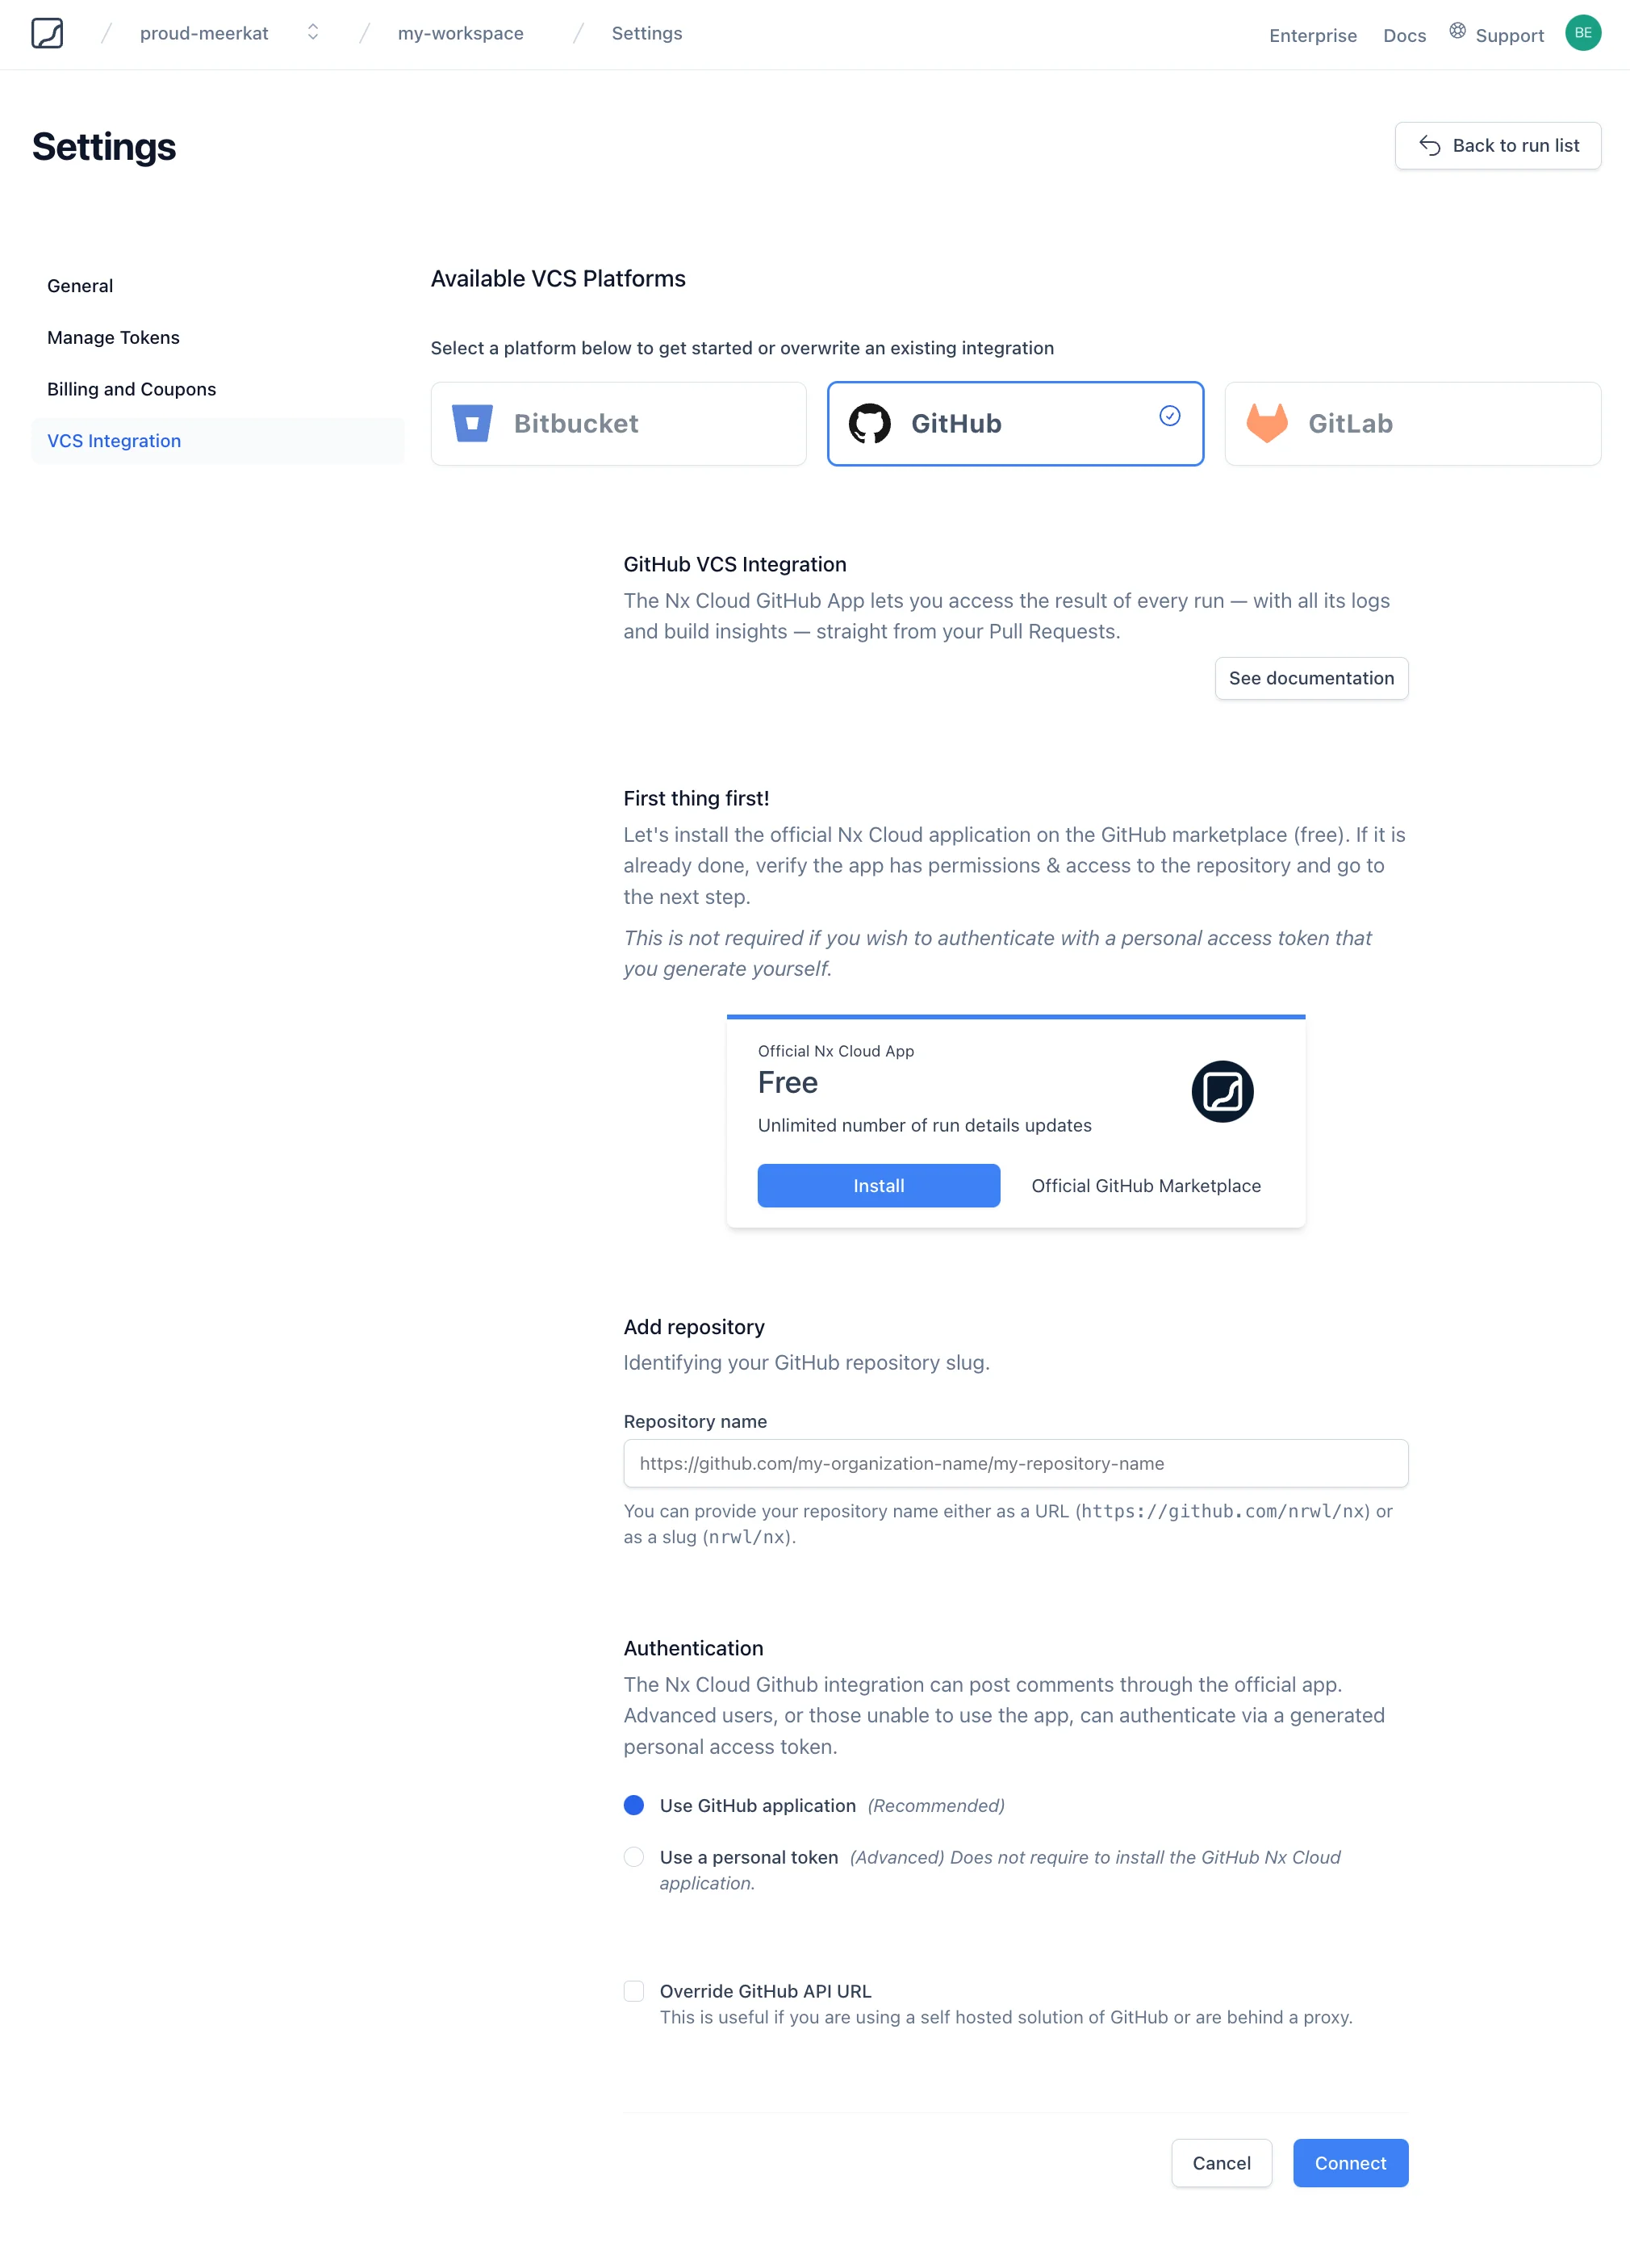 proud-meerkat / my-workspace / Settings
Enterprise Docs Support BE
Settings
Back to run list
General
Manage Tokens
Billing and Coupons
VCS Integration
Available VCS Platforms
Select a platform below to get started or overwrite an existing integration
Bitbucket
GitHub
GitLab
GitHub VCS Integration
The Nx Cloud GitHub App lets you access the result of every run — with all its logs
and build insights — straight from your Pull Requests.
See documentation
First thing first!
Let's install the official Nx Cloud application on the GitHub marketplace (free). If it is
already done, verify the app has permissions & access to the repository and go to
the next step.
This is not required if you wish to authenticate with a personal access token that
you generate yourself.
Official Nx Cloud App
Free
Unlimited number of run details updates
Install
Official GitHub Marketplace
Add repository
Identifying your GitHub repository slug.
Repository name
https://github.com/my-organization-name/my-repository-name
You can provide your repository name either as a URL (https://github.com/nrwl/nx) or
as a slug (nrwl/nx).
Authentication
The Nx Cloud Github integration can post comments through the official app.
Advanced users, or those unable to use the app, can authenticate via a generated
personal access token.
Use GitHub application (Recommended)
Use a personal token (Advanced) Does not require to install the GitHub Nx Cloud
application.
Override GitHub API URL
This is useful if you are using a self hosted solution of GitHub or are behind a proxy.
Cancel
Connect